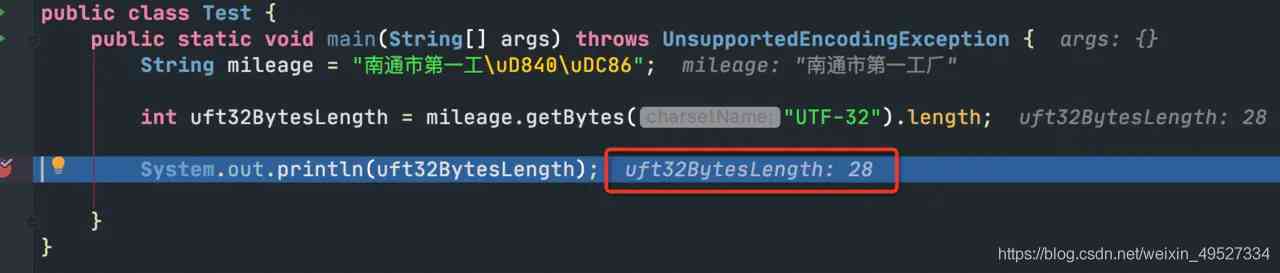 public class Test {
public static void main(String[] args) throws UnsupportedEncodingException { args: {}
String mileage = "南通市第一工\uD840\uDC86"; mileage: "南通市第一工𠂆"
int uft32BytesLength = mileage.getBytes( charsetName: "UTF-32").length; uft32BytesLength: 28
System.out.println(uft32BytesLength); uft32BytesLength: 28
}
}
https://blog.csdn.net/weixin_49527334